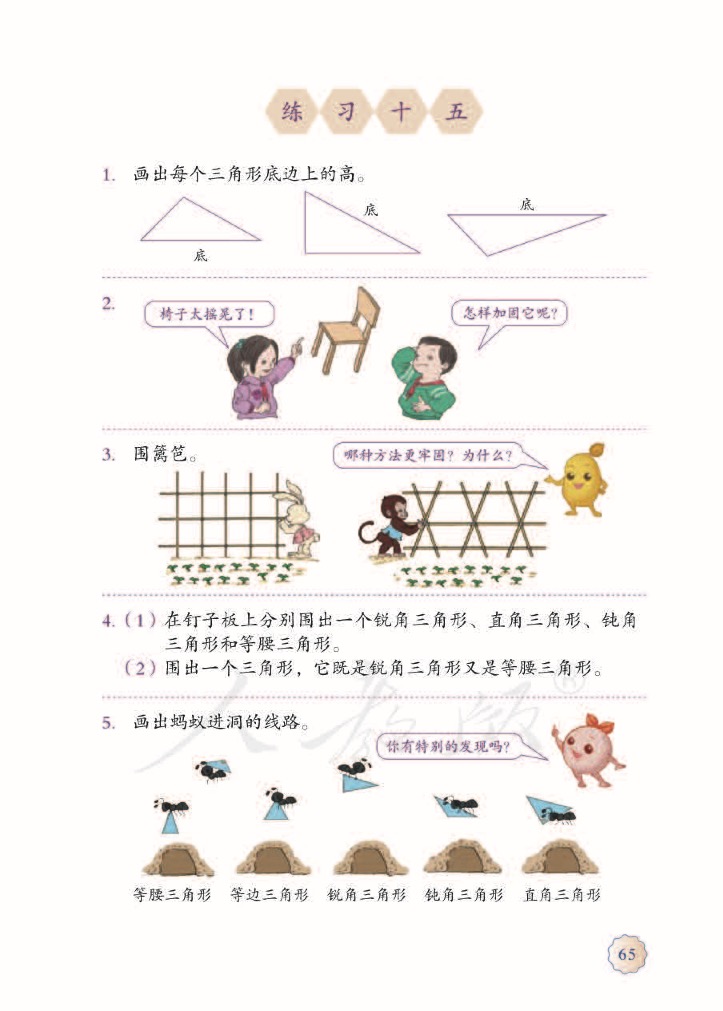 练习十五
1. 画出每个三角形底边上的高。
底
底
底
2.
椅子太摇晃了！
怎样加固它呢？
3. 围篱笆。
哪种方法更牢固？为什么？
4.（1）在钉子板上分别围出一个锐角三角形、直角三角形、钝角
三角形和等腰三角形。
（2）围出一个三角形，它既是锐角三角形又是等腰三角形。
5. 画出蚂蚁进洞的线路。
你有特别的发现吗？
人教版®
等腰三角形 等边三角形 锐角三角形 钝角三角形 直角三角形
65